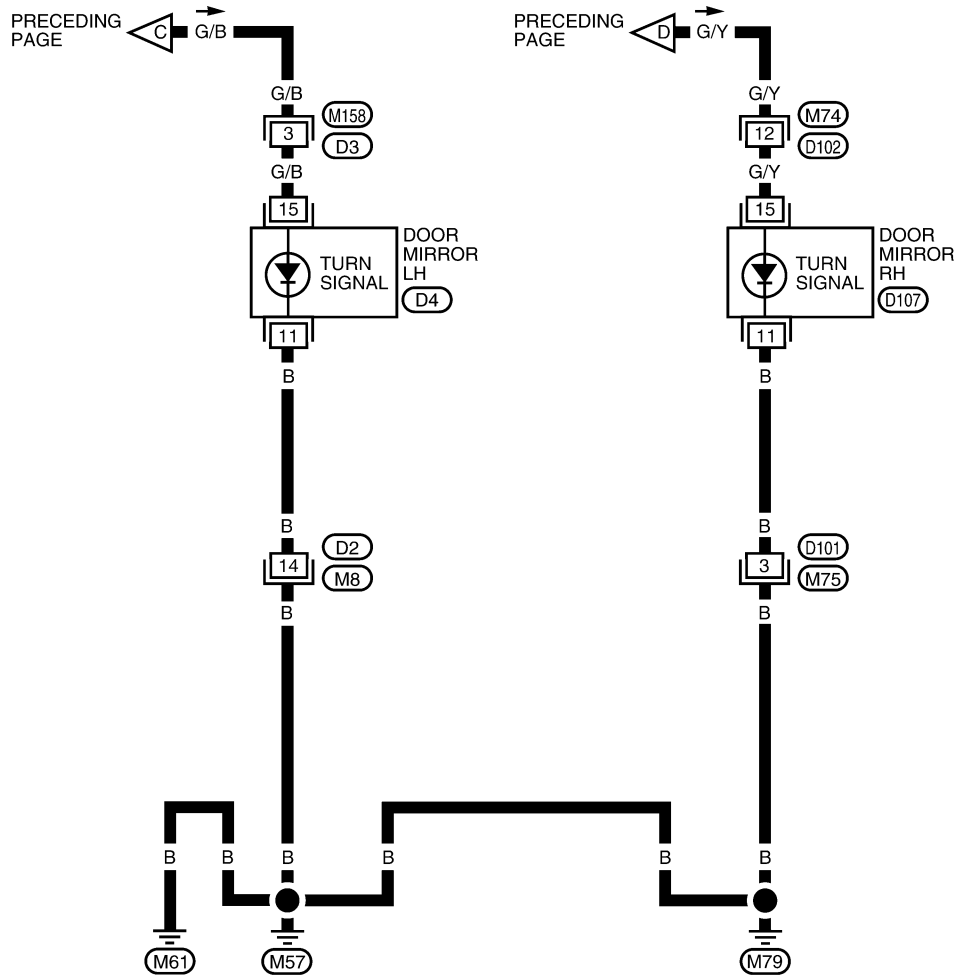 PRECEDING
PAGE
C
G/B
PRECEDING
PAGE
D
G/Y
G/B
M158
3
D3
G/B
15
TURN
SIGNAL
DOOR
MIRROR
LH
D4
11
B
B
D2
14
M8
B
G/Y
M74
12
D102
G/Y
15
TURN
SIGNAL
DOOR
MIRROR
RH
D107
11
B
B
D101
3
M75
B
B
B
B
B
B
B
M61
M57
M79